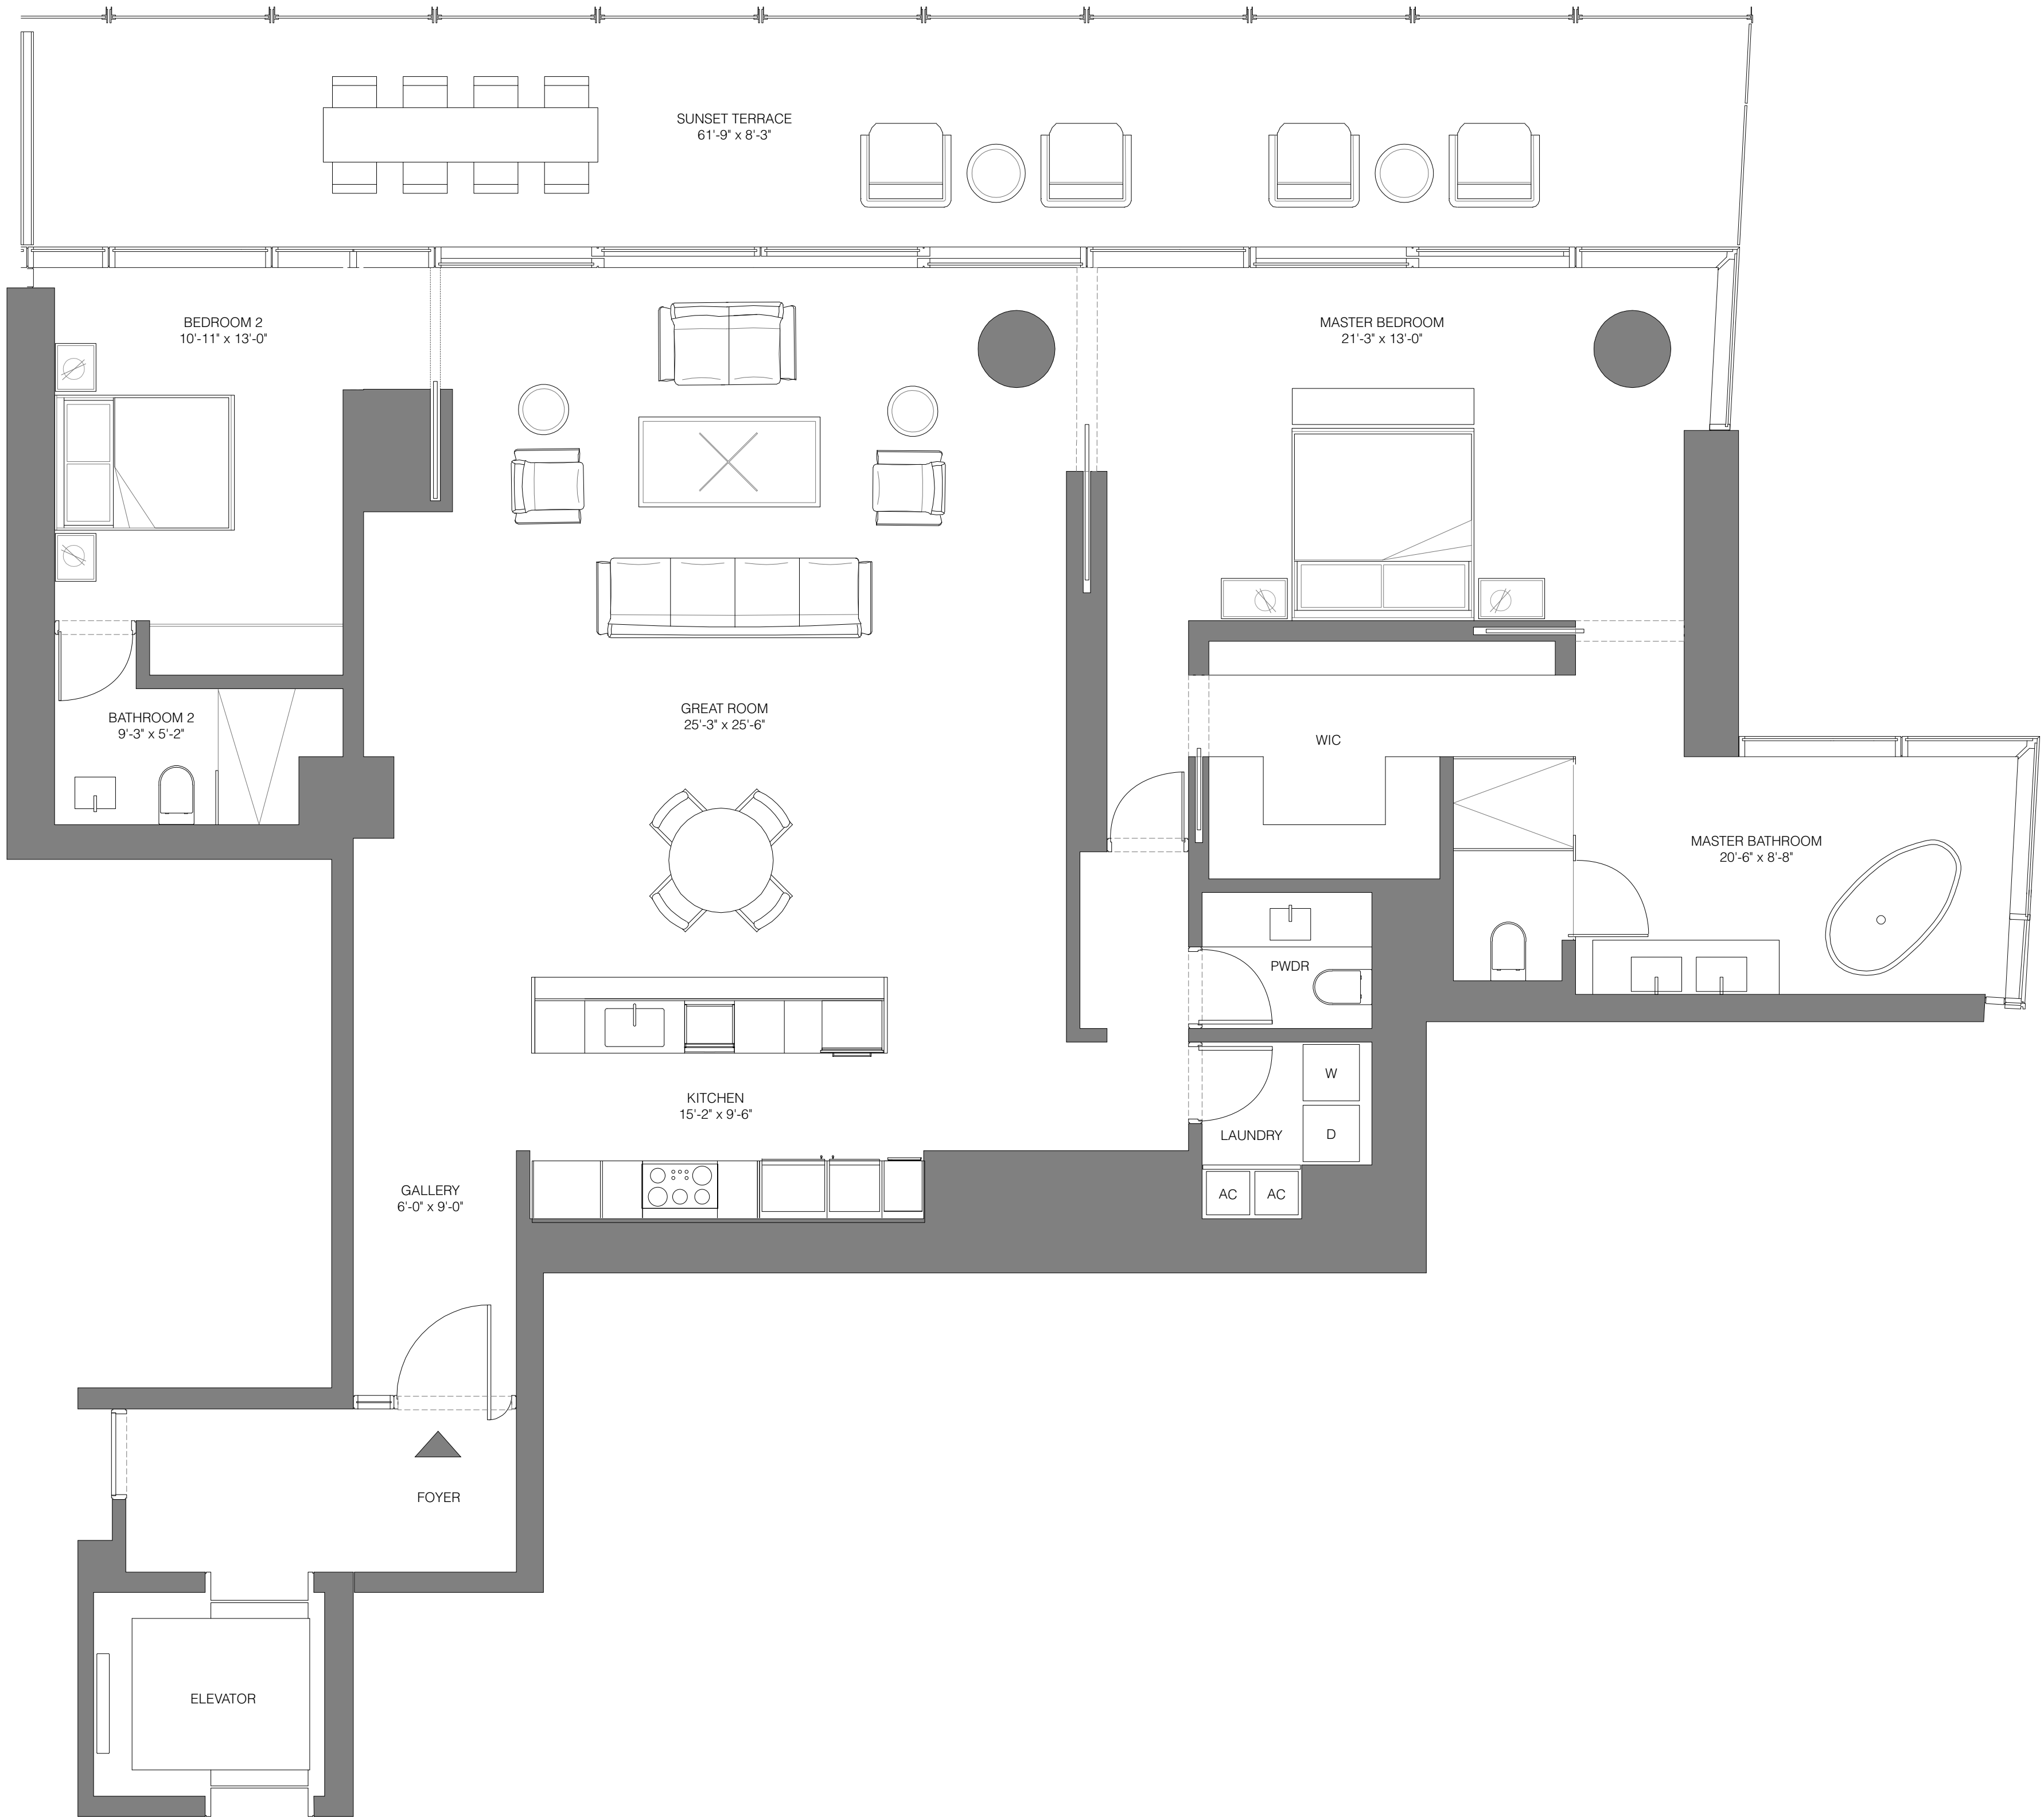 SUNSET TERRACE
61'-9" x 8'-3"
BEDROOM 2
10'-11" x 13'-0"
MASTER BEDROOM
21'-3" x 13'-0"
BATHROOM 2
9'-3" x 5'-2"
GREAT ROOM
25'-3" x 25'-6"
WIC
MASTER BATHROOM
20'-6" x 8'-8"
PWDR
KITCHEN
15'-2" x 9'-6"
W
D
LAUNDRY
AC
AC
GALLERY
6'-0" x 9'-0"
FOYER
ELEVATOR